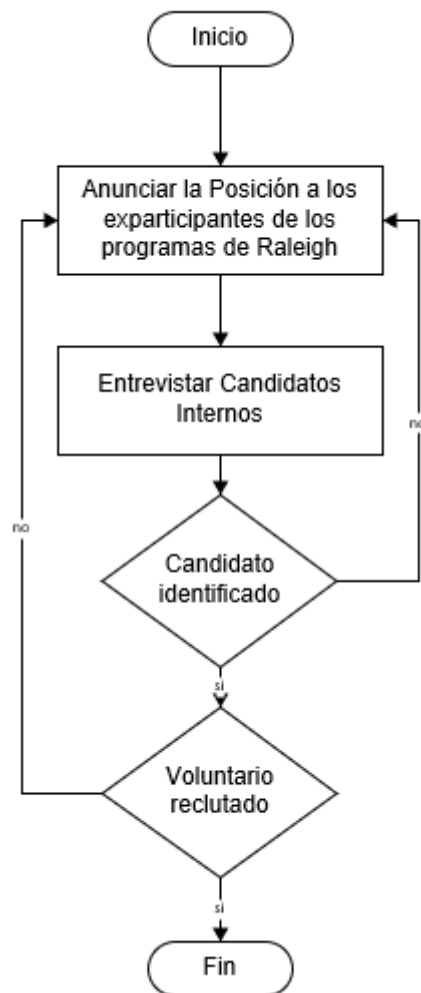 Inicio
Anunciar la Posición a los
exparticipantes de los
programas de Raleigh
Entrevistar Candidatos
Internos
no
Candidato
identificado
no
si
Voluntario
reclutado
si
Fin